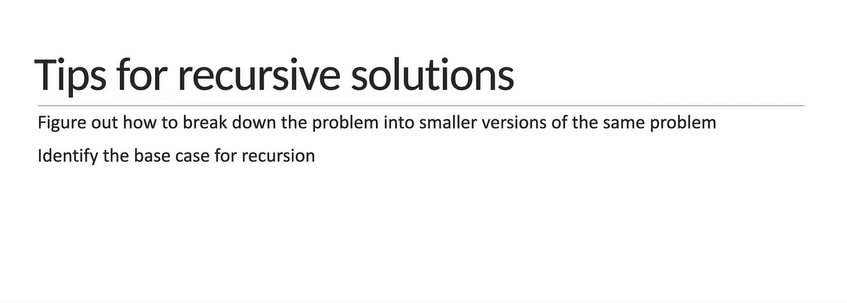 Tips for recursive solutions
Figure out how to break down the problem into smaller versions of the same problem
Identify the base case for recursion